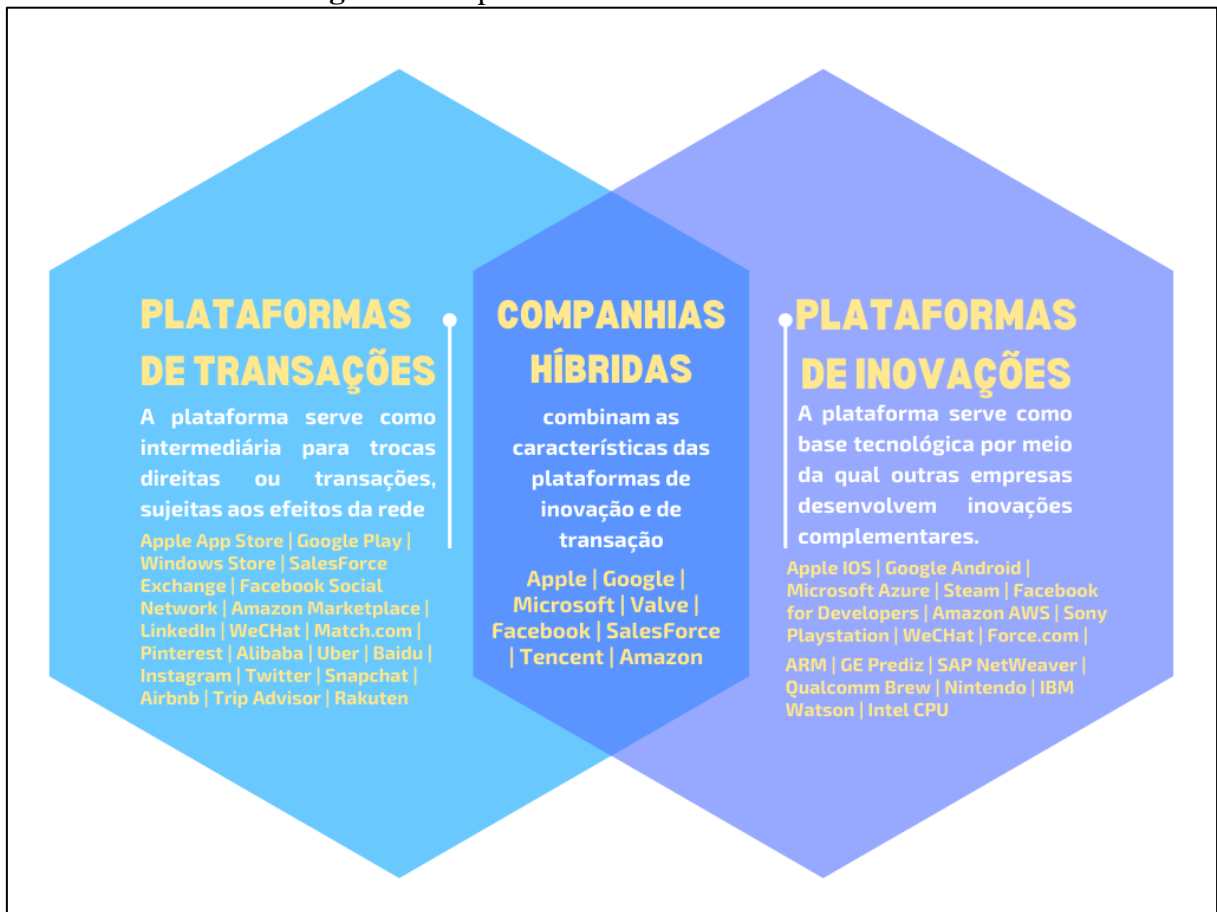 PLATAFORMAS
DE TRANSAÇÕES
A plataforma serve como
intermediária para trocas
direitas ou transações,
sujeitas aos efeitos da rede
Apple App Store | Google Play |
Windows Store | SalesForce
Exchange | Facebook Social
Network | Amazon Marketplace |
LinkedIn | WeCHat | Match.com |
Pinterest | Alibaba | Uber | Baidu |
Instagram | Twitter | Snapchat |
Airbnb | Trip Advisor | Rakuten
COMPANHIAS
HÍBRIDAS
combinam as
características das
plataformas de
inovação e de
transação
Apple | Google |
Microsoft | Valve |
Facebook | SalesForce
| Tencent | Amazon
PLATAFORMAS
DE INOVAÇÕES
A plataforma serve como
base tecnológica por meio
da qual outras empresas
desenvolvem inovações
complementares.
Apple IOS | Google Android |
Microsoft Azure | Steam | Facebook
for Developers | Amazon AWS | Sony
Playstation | WeCHat | Force.com |
ARM | GE Prediz | SAP NetWeaver |
Qualcomm Brew | Nintendo | IBM
Watson | Intel CPU